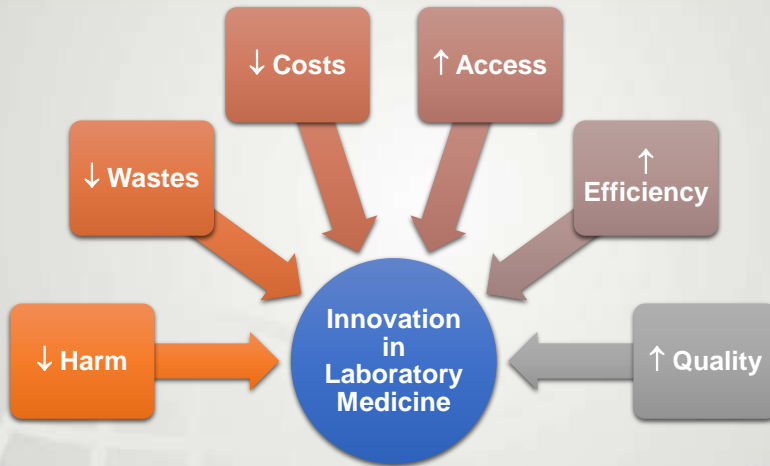 ↓ Costs
↑ Access
↓ Wastes
↑
Efficiency
Innovation
in
Laboratory
Medicine
↓ Harm
↑ Quality